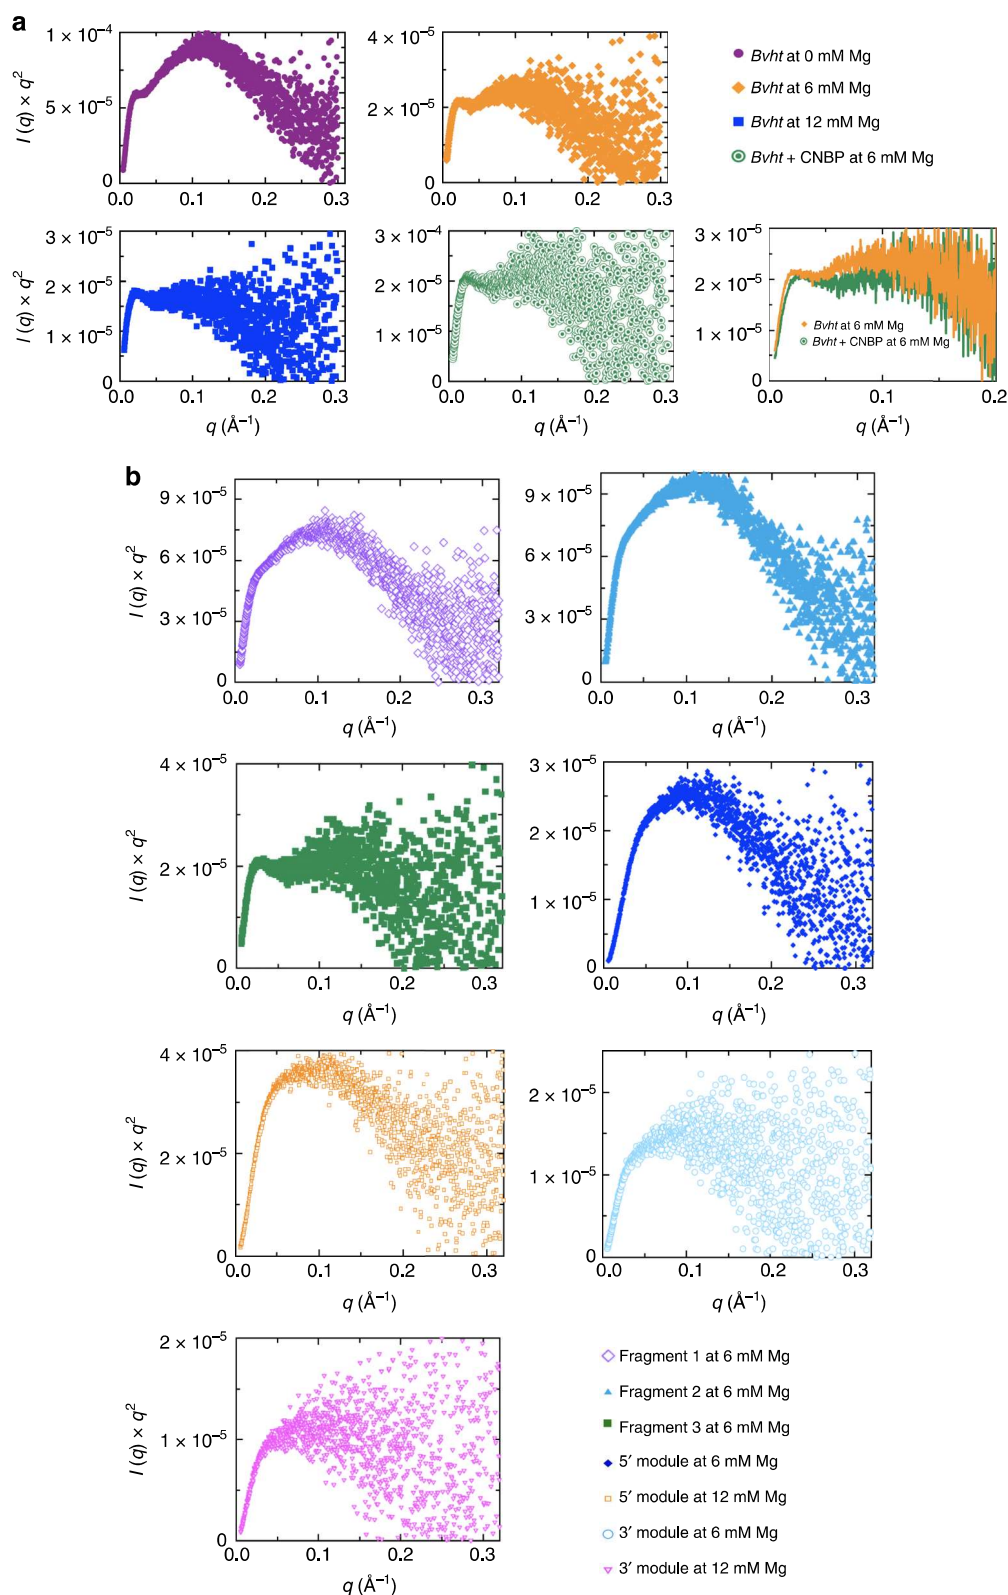 a
1 × 10⁻⁴
5 × 10⁻⁵
0
I (q) × q²
0.0 0.1 0.2 0.3
4 × 10⁻⁵
2 × 10⁻⁵
0
0.0 0.1 0.2 0.3
Bvht at 0 mM Mg
Bvht at 6 mM Mg
Bvht at 12 mM Mg
Bvht + CNBP at 6 mM Mg
3 × 10⁻⁵
2 × 10⁻⁵
1 × 10⁻⁵
0
I (q) × q²
0.0 0.1 0.2 0.3
q (Å⁻¹)
3 × 10⁻⁴
2 × 10⁻⁵
1 × 10⁻⁵
0
0.0 0.1 0.2 0.3
q (Å⁻¹)
3 × 10⁻⁵
2 × 10⁻⁵
1 × 10⁻⁵
0
Bvht at 6 mM Mg
Bvht + CNBP at 6 mM Mg
0.0 0.1 0.2
q (Å⁻¹)
b
9 × 10⁻⁵
6 × 10⁻⁵
3 × 10⁻⁵
0
I (q) × q²
0.0 0.1 0.2 0.3
q (Å⁻¹)
9 × 10⁻⁵
6 × 10⁻⁵
3 × 10⁻⁵
0
0.0 0.1 0.2 0.3
q (Å⁻¹)
4 × 10⁻⁵
2 × 10⁻⁵
0
I (q) × q²
0.0 0.1 0.2 0.3
q (Å⁻¹)
3 × 10⁻⁵
2 × 10⁻⁵
1 × 10⁻⁵
0
0.0 0.1 0.2 0.3
q (Å⁻¹)
4 × 10⁻⁵
2 × 10⁻⁵
0
I (q) × q²
0.0 0.1 0.2 0.3
q (Å⁻¹)
2 × 10⁻⁵
1 × 10⁻⁵
0
0.0 0.1 0.2 0.3
q (Å⁻¹)
2 × 10⁻⁵
1 × 10⁻⁵
0
I (q) × q²
0.0 0.1 0.2 0.3
q (Å⁻¹)
Fragment 1 at 6 mM Mg
Fragment 2 at 6 mM Mg
Fragment 3 at 6 mM Mg
5′ module at 6 mM Mg
5′ module at 12 mM Mg
3′ module at 6 mM Mg
3′ module at 12 mM Mg